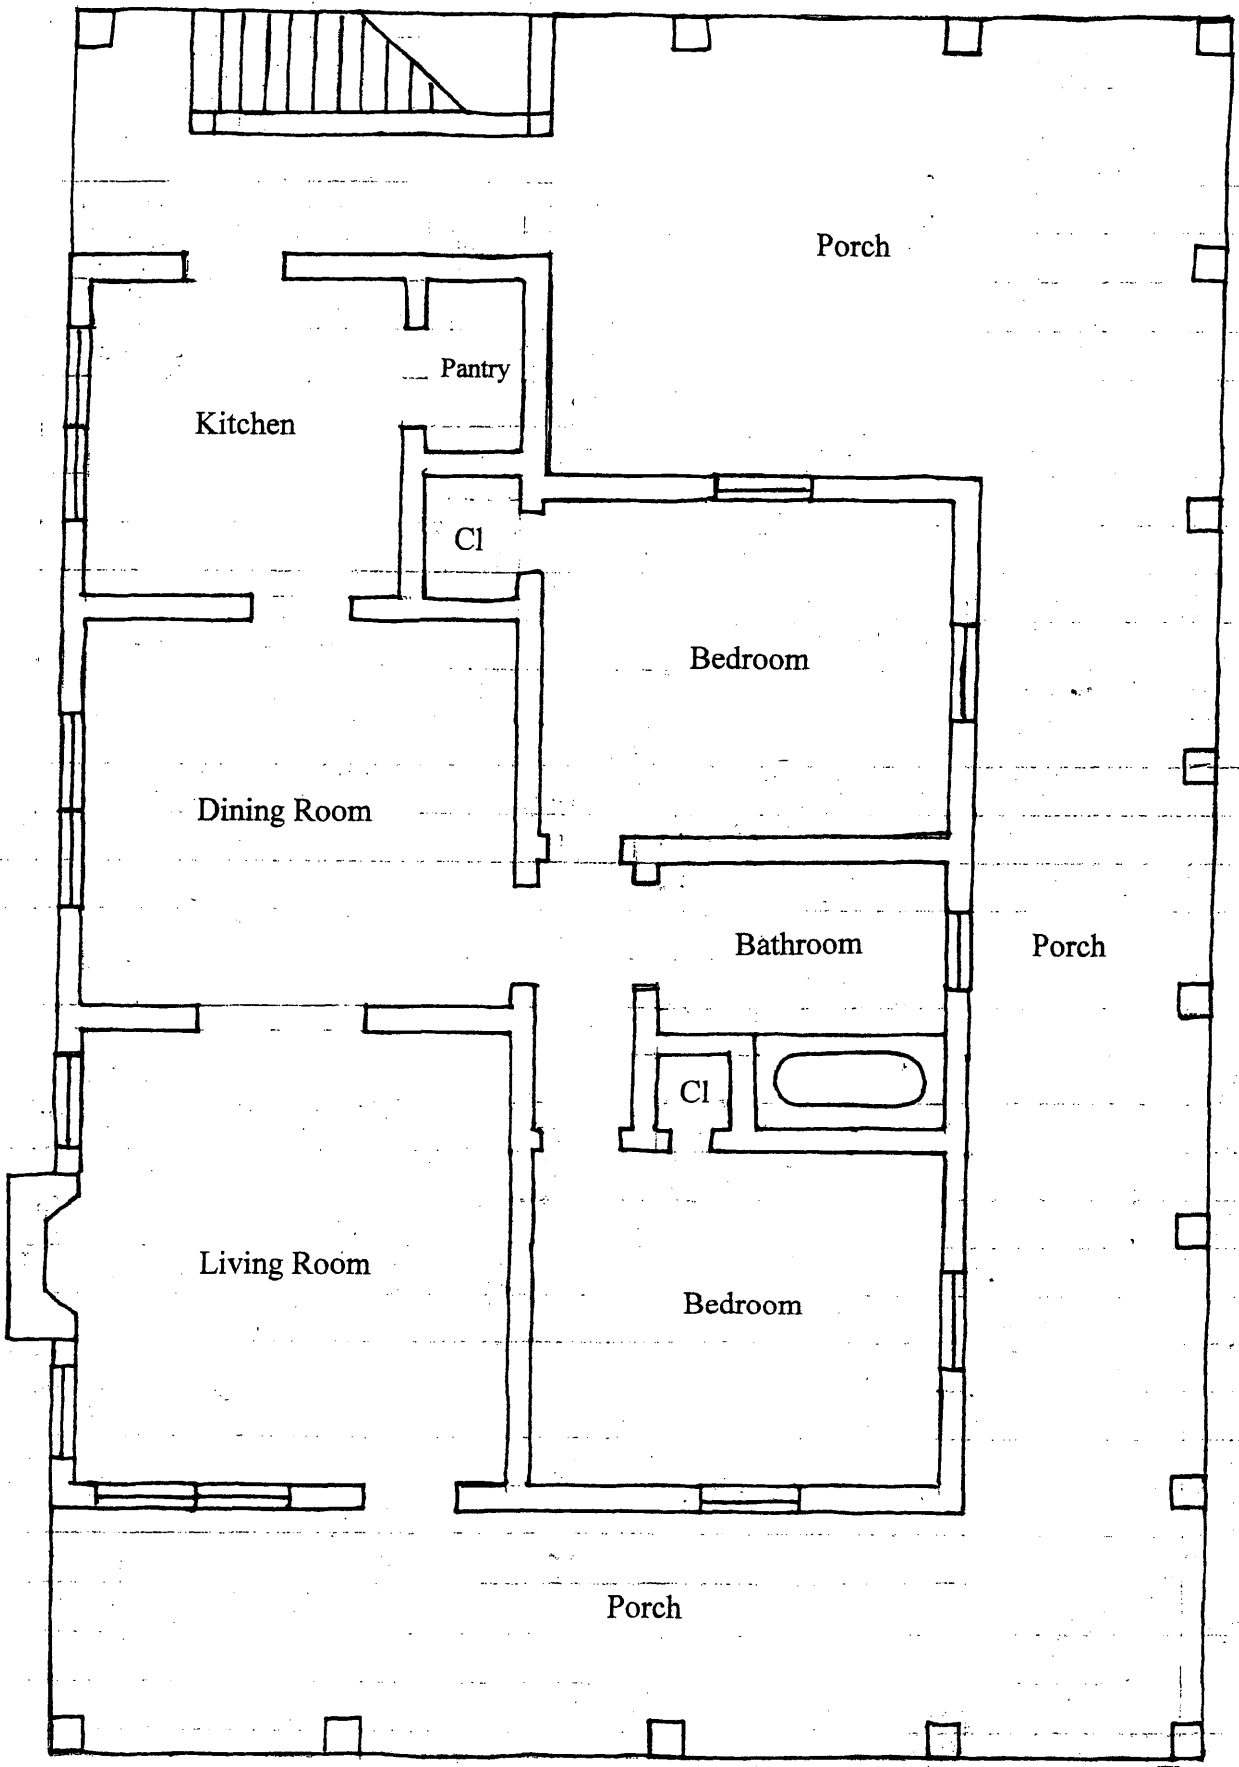 Porch
Pantry
Kitchen
Cl
Bedroom
Dining Room
Bathroom
Porch
Cl
Living Room
Bedroom
Porch